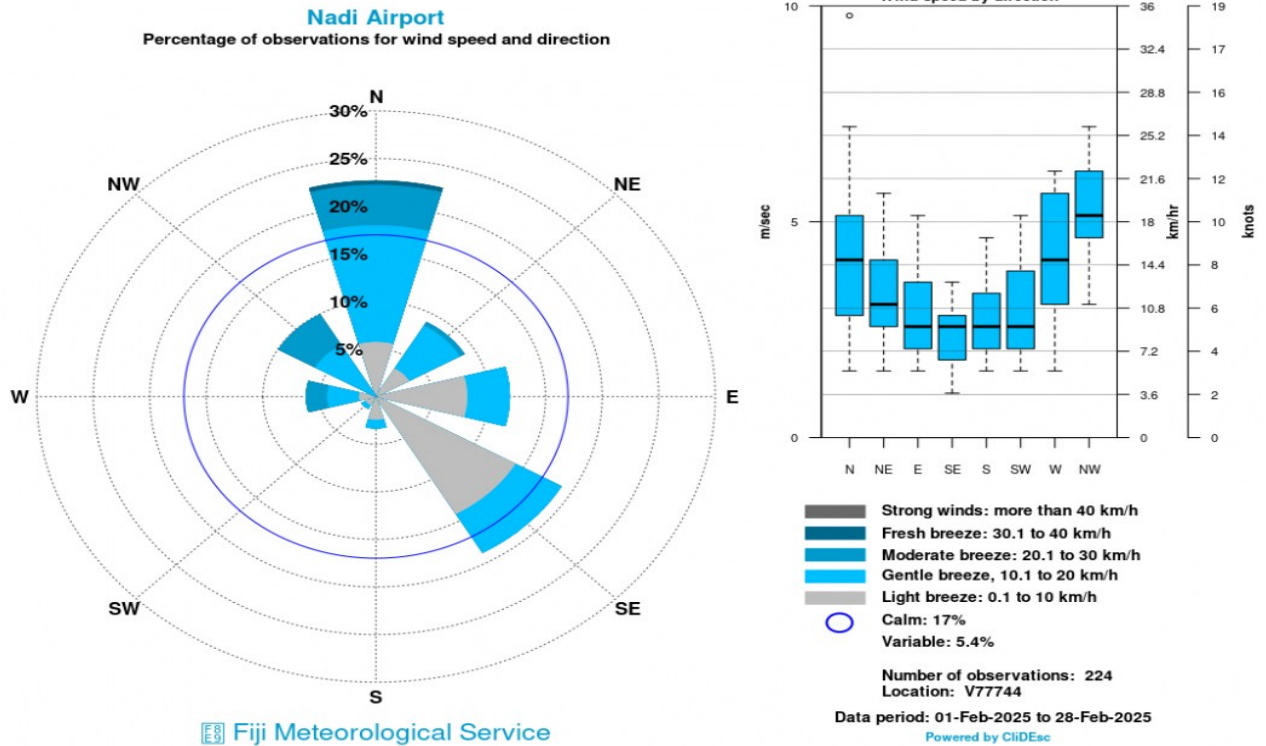 Nadi Airport
Percentage of observations for wind speed and direction
N
NE
E
SE
S
SW
W
NW
30%
25%
20%
15%
10%
5%
Fiji Meteorological Service
Wind speed by direction
m/sec
10
5
0
36
32.4
28.8
25.2
21.6
18
14.4
10.8
7.2
3.6
0
km/hr
19
17
16
14
12
10
8
6
4
2
0
knots
N NE E SE S SW W NW
Strong winds: more than 40 km/h
Fresh breeze: 30.1 to 40 km/h
Moderate breeze: 20.1 to 30 km/h
Gentle breeze, 10.1 to 20 km/h
Light breeze: 0.1 to 10 km/h
Calm: 17%
Variable: 5.4%
Number of observations: 224
Location: V77744
Data period: 01-Feb-2025 to 28-Feb-2025
Powered by CliDEsc